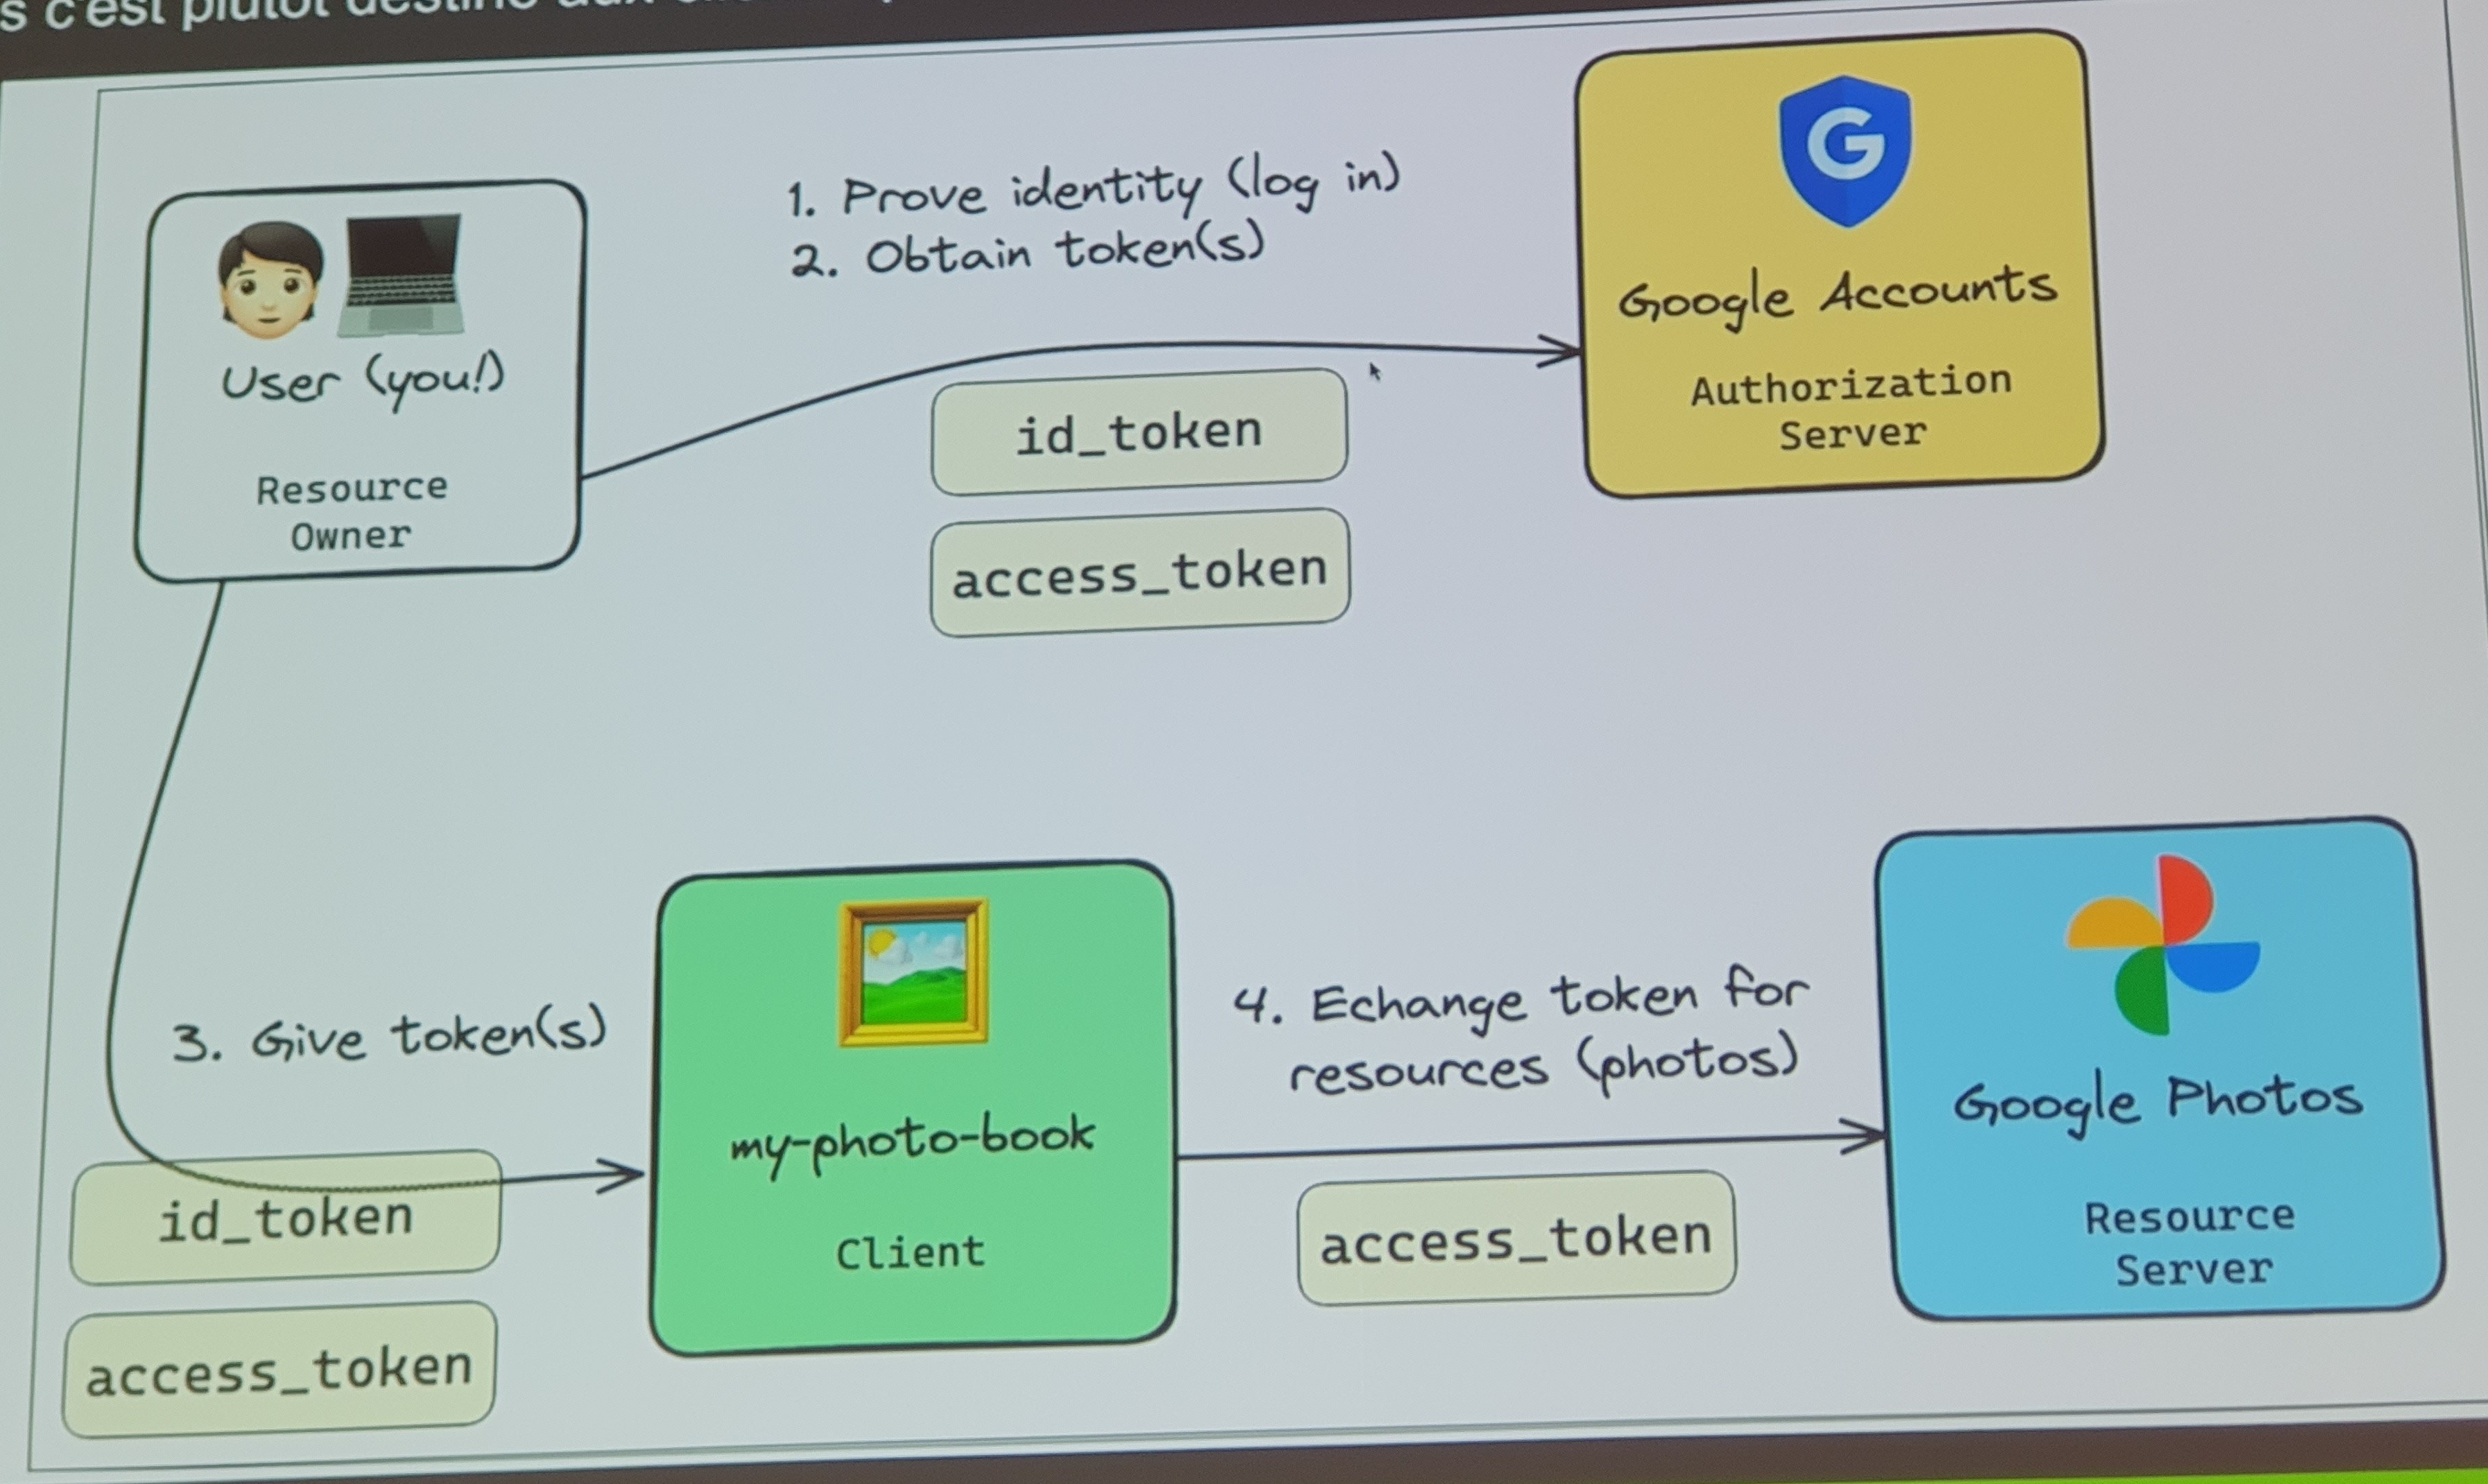 s c'est plutôt destiné aux
1. Prove identity (log in)
2. Obtain token(s)
User (you!)
Resource
Owner
id_token
access_token
G
Google Accounts
Authorization
Server
3. Give token(s)
id_token
access_token
my-photo-book
Client
4. Echange token for
resources (photos)
access_token
Google Photos
Resource
Server